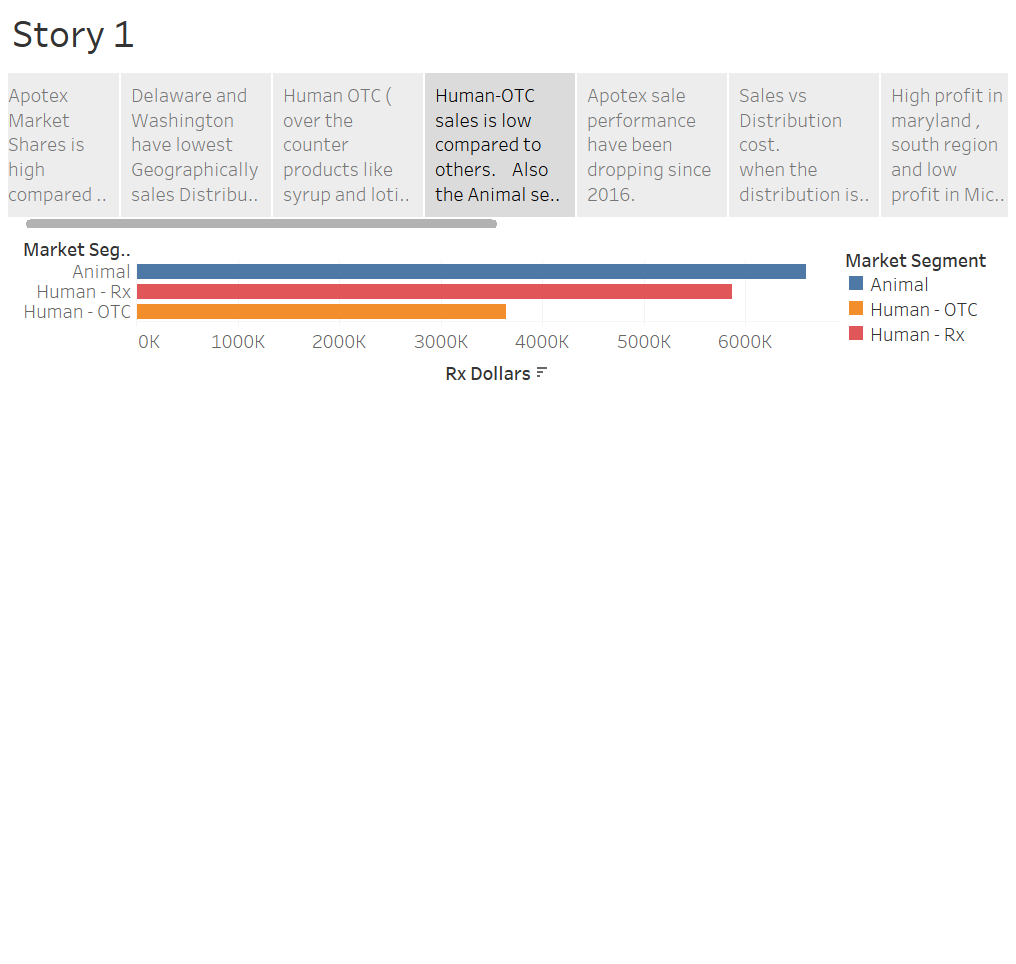 Story 1
Apotex
Market
Shares is
high
compared ..
Delaware and
Washington
have lowest
Geographically
sales Distribu..
Human OTC (
over the
counter
products like
syrup and loti..
Human-OTC
sales is low
compared to
others.   Also
the Animal se..
Apotex sale
performance
have been
dropping since
2016.
Sales vs
Distribution
cost.
when the
distribution is..
High profit in
maryland ,
south region
and low
profit in Mic..
Market Seg..
Animal
Human - Rx
Human - OTC
0K 1000K 2000K 3000K 4000K 5000K 6000K
Rx Dollars
Market Segment
Animal
Human - OTC
Human - Rx